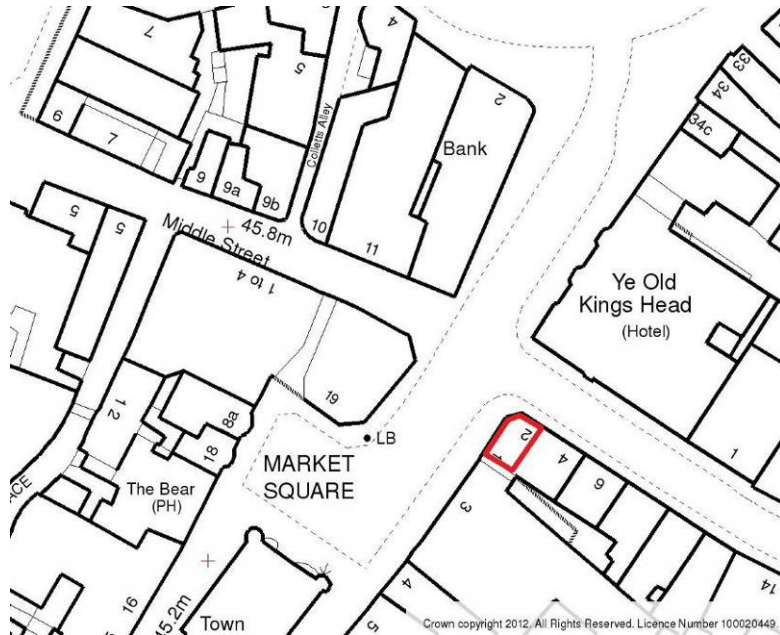 7
5
4
2
33
34
34c
Bank
Colletts Alley
6
7
9
9a
9b
10
11
5
5
45.8m
Middle Street
1 to 4
Ye Old
Kings Head
(Hotel)
19
LB
12
8a
18
MARKET
SQUARE
The Bear
(PH)
ACE
2
1
4
6
1
3
16
45.2m
Town
4
5
14
Crown copyright 2012. All Rights Reserved. Licence Number 100020449